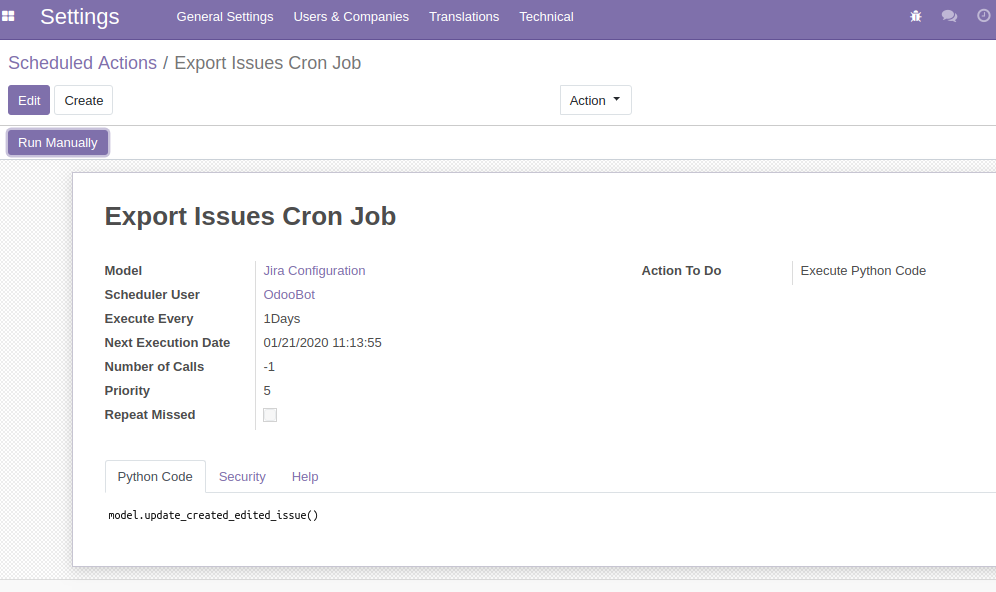 Settings General Settings Users & Companies Translations Technical
Scheduled Actions / Export Issues Cron Job
Edit Create Action
Run Manually
Export Issues Cron Job
Model Jira Configuration Action To Do Execute Python Code
Scheduler User OdooBot
Execute Every 1Days
Next Execution Date 01/21/2020 11:13:55
Number of Calls -1
Priority 5
Repeat Missed
Python Code Security Help
model.update_created_edited_issue()